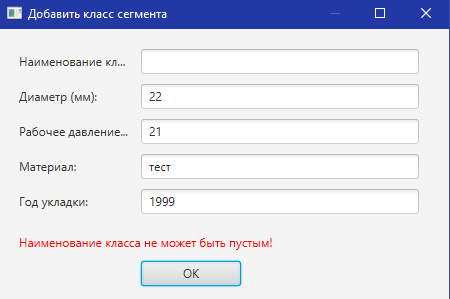 Добавить класс сегмента
Наименование кл...
Диаметр (мм): 22
Рабочее давление... 21
Материал: тест
Год укладки: 1999
Наименование класса не может быть пустым!
OK